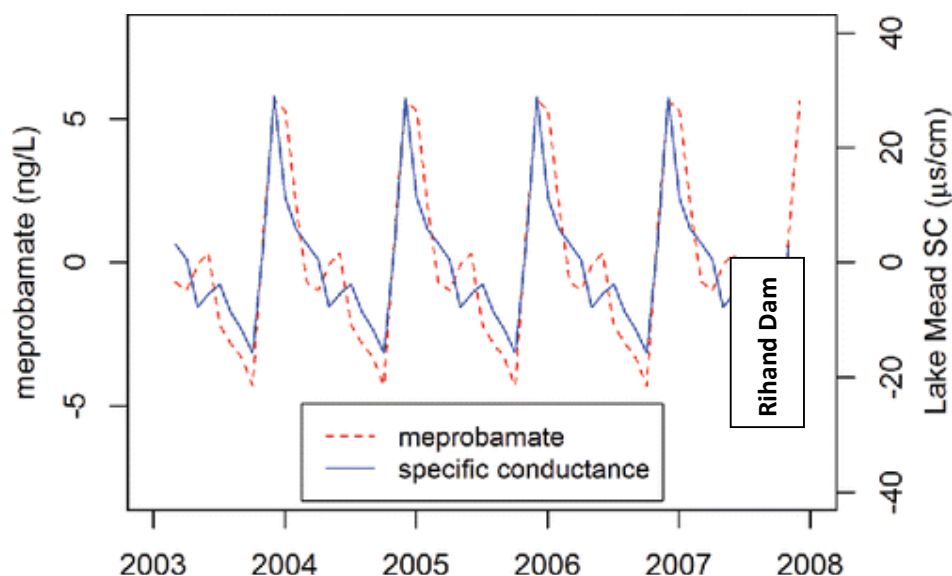 meprobamate (ng/L)
5
0
-5
40
20
0
-20
-40
Lake Mead SC (µs/cm)
Rihand Dam
meprobamate
specific conductance
2003 2004 2005 2006 2007 2008